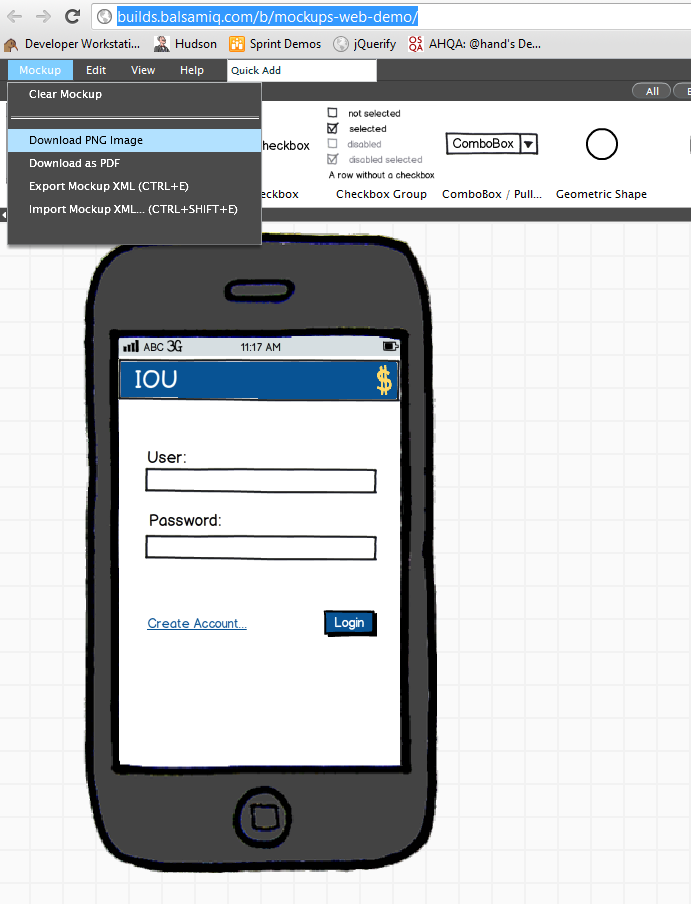 builds.balsamiq.com/b/mockups-web-demo/
Developer Workstati... Hudson Sprint Demos jQuerify AHQA: @hand's De...
Mockup Edit View Help Quick Add
All
Clear Mockup
Download PNG Image
Download as PDF
Export Mockup XML (CTRL+E)
Import Mockup XML... (CTRL+SHIFT+E)
heckbox
eckbox
not selected
selected
disabled
disabled selected
A row without a checkbox
Checkbox Group
ComboBox
ComboBox / Pull...
Geometric Shape
ABC 3G 11:17 AM
IOU $
User:
Password:
Create Account... Login